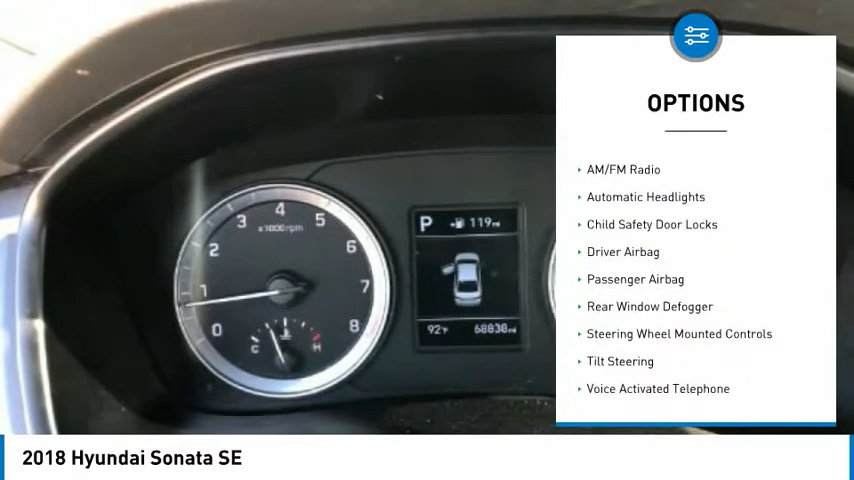 OPTIONS
AM/FM Radio
Automatic Headlights
Child Safety Door Locks
Driver Airbag
Passenger Airbag
Rear Window Defogger
Steering Wheel Mounted Controls
Tilt Steering
Voice Activated Telephone
4
3 5
x1000rpm
2 6
1 7
0 8
C H
P 119mi
92°F 68838mi
2018 Hyundai Sonata SE